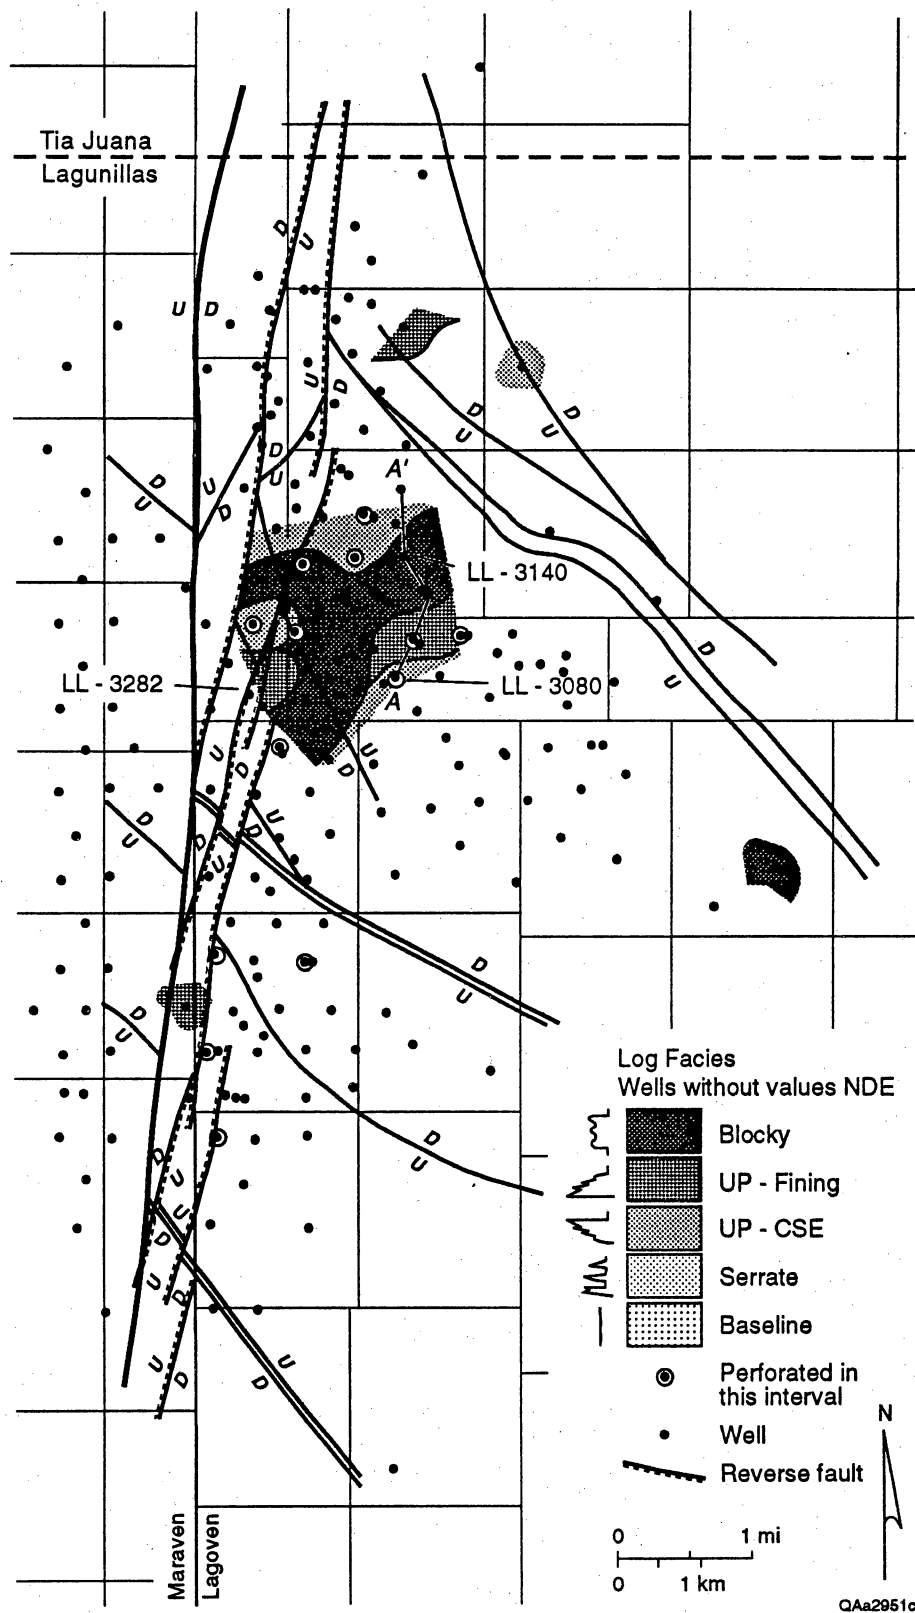 Tia Juana
Lagunillas
D
U
U D
U D
D
U
D
U
D
U
D
U
U
D
A'
LL - 3140
D
U
LL - 3282
LL - 3080
A
U
D
U
D
U
D
D
U
D
U
D
U
D
U
D
U
D
U
D
U
U
D
U
D
U
D
U
D
Log Facies
Wells without values NDE
Blocky
UP - Fining
UP - CSE
Serrate
Baseline
Perforated in
this interval
Well
Reverse fault
N
0 1 mi
0 1 km
Maraven
Lagoven
QAa2951c